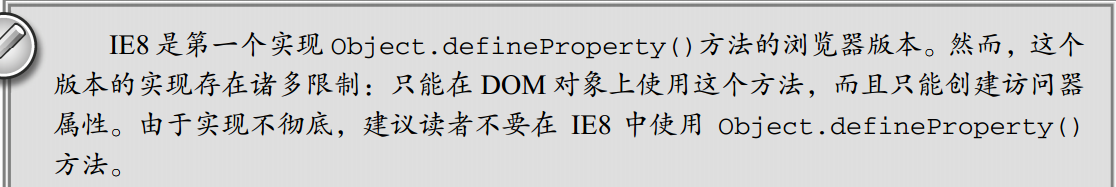 IE8 是第一个实现 Object.defineProperty()方法的浏览器版本。然而，这个
版本的实现存在诸多限制：只能在 DOM 对象上使用这个方法，而且只能创建访问器
属性。由于实现不彻底，建议读者不要在 IE8 中使用 Object.defineProperty()
方法。